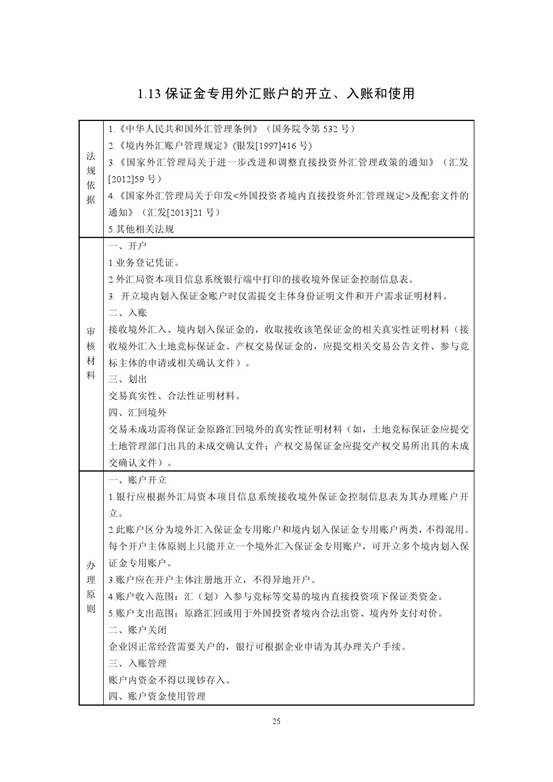 1.13 保证金专用外汇账户的开立、入账和使用
法规依据
1.《中华人民共和国外汇管理条例》（国务院令第 532 号）
2.《境内外汇账户管理规定》(银发[1997]416 号)
3.《国家外汇管理局关于进一步改进和调整直接投资外汇管理政策的通知》（汇发
[2012]59 号）
4.《国家外汇管理局关于印发<外国投资者境内直接投资外汇管理规定>及配套文件的
通知》（汇发[2013]21 号）
5.其他相关法规
审核材料
一、开户
1.业务登记凭证。
2.外汇局资本项目信息系统银行端中打印的接收境外保证金控制信息表。
3. 开立境内划入保证金账户时仅需提交主体身份证明文件和开户需求证明材料。
二、入账
接收境外汇入、境内划入保证金的，收取接收该笔保证金的相关真实性证明材料（接
收境外汇入土地竞标保证金、产权交易保证金的，应提交相关交易公告文件、参与竞
标主体的申请或相关确认文件）。
三、划出
交易真实性、合法性证明材料。
四、汇回境外
交易未成功需将保证金原路汇回境外的真实性证明材料（如，土地竞标保证金应提交
土地管理部门出具的未成交确认文件；产权交易保证金应提交产权交易所出具的未成
交确认文件）。
办理原则
一、账户开立
1.银行应根据外汇局资本项目信息系统接收境外保证金控制信息表为其办理账户开
立。
2.此账户区分为境外汇入保证金专用账户和境内划入保证金专用账户两类，不得混用。
每个开户主体原则上只能开立一个境外汇入保证金专用账户，可开立多个境内划入保
证金专用账户。
3.账户应在开户主体注册地开立，不得异地开户。
4.账户收入范围：汇（划）入参与竞标等交易的境内直接投资项下保证类资金。
5.账户支出范围：原路汇回或用于外国投资者境内合法出资、境内外支付对价。
二、账户关闭
企业因正常经营需要关户的，银行可根据企业申请为其办理关户手续。
三、入账管理
账户内资金不得以现钞存入。
四、账户资金使用管理
25